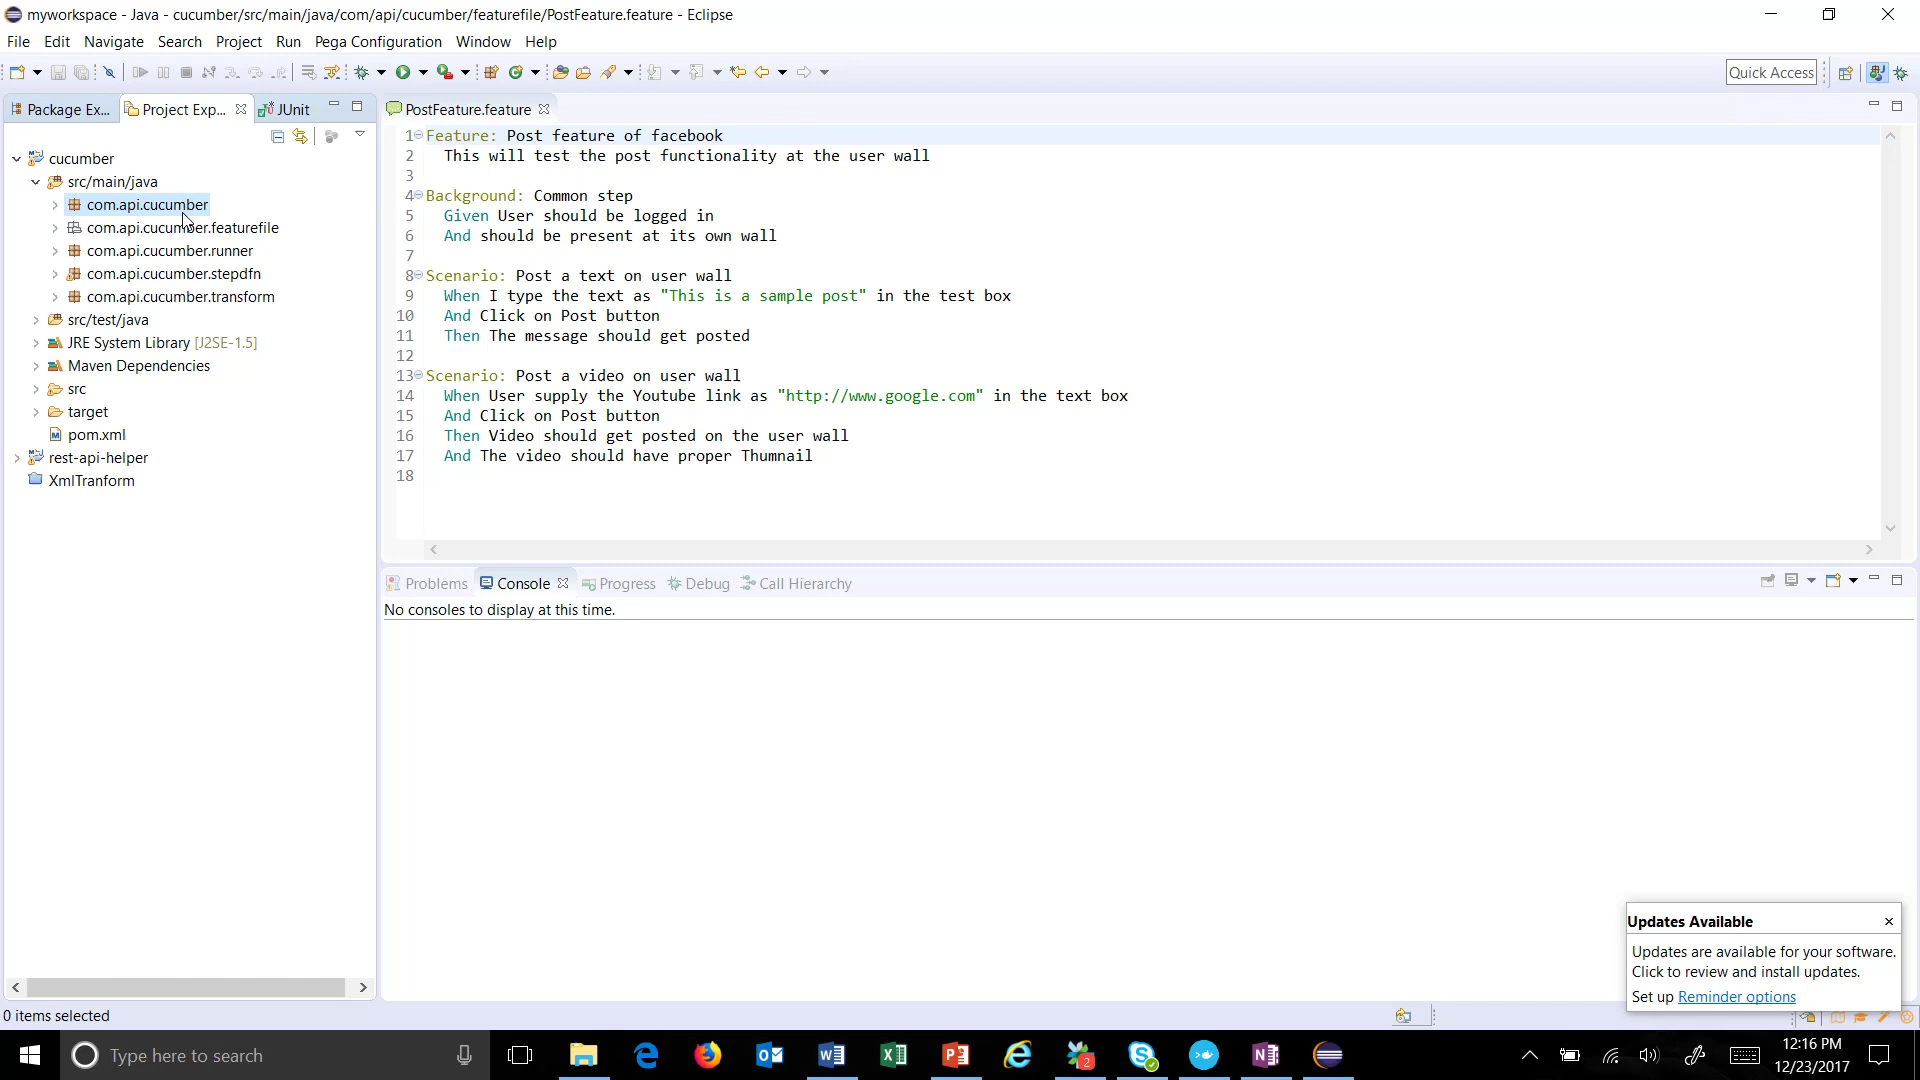 myworkspace - Java - cucumber/src/main/java/com/api/cucumber/featurefile/PostFeature.feature - Eclipse
File Edit Navigate Search Project Run Pega Configuration Window Help
Quick Access
Package Ex... Project Exp... JUnit
PostFeature.feature
cucumber
src/main/java
com.api.cucumber
com.api.cucumber.featurefile
com.api.cucumber.runner
com.api.cucumber.stepdfn
com.api.cucumber.transform
src/test/java
JRE System Library [J2SE-1.5]
Maven Dependencies
src
target
pom.xml
rest-api-helper
XmlTranform
1 Feature: Post feature of facebook
2 This will test the post functionality at the user wall
3
4 Background: Common step
5 Given User should be logged in
6 And should be present at its own wall
7
8 Scenario: Post a text on user wall
9 When I type the text as "This is a sample post" in the test box
10 And Click on Post button
11 Then The message should get posted
12
13 Scenario: Post a video on user wall
14 When User supply the Youtube link as "http://www.google.com" in the text box
15 And Click on Post button
16 Then Video should get posted on the user wall
17 And The video should have proper Thumnail
18
Problems Console Progress Debug Call Hierarchy
No consoles to display at this time.
Updates Available
Updates are available for your software.
Click to review and install updates.
Set up Reminder options
0 items selected
Type here to search
2
12:16 PM
12/23/2017